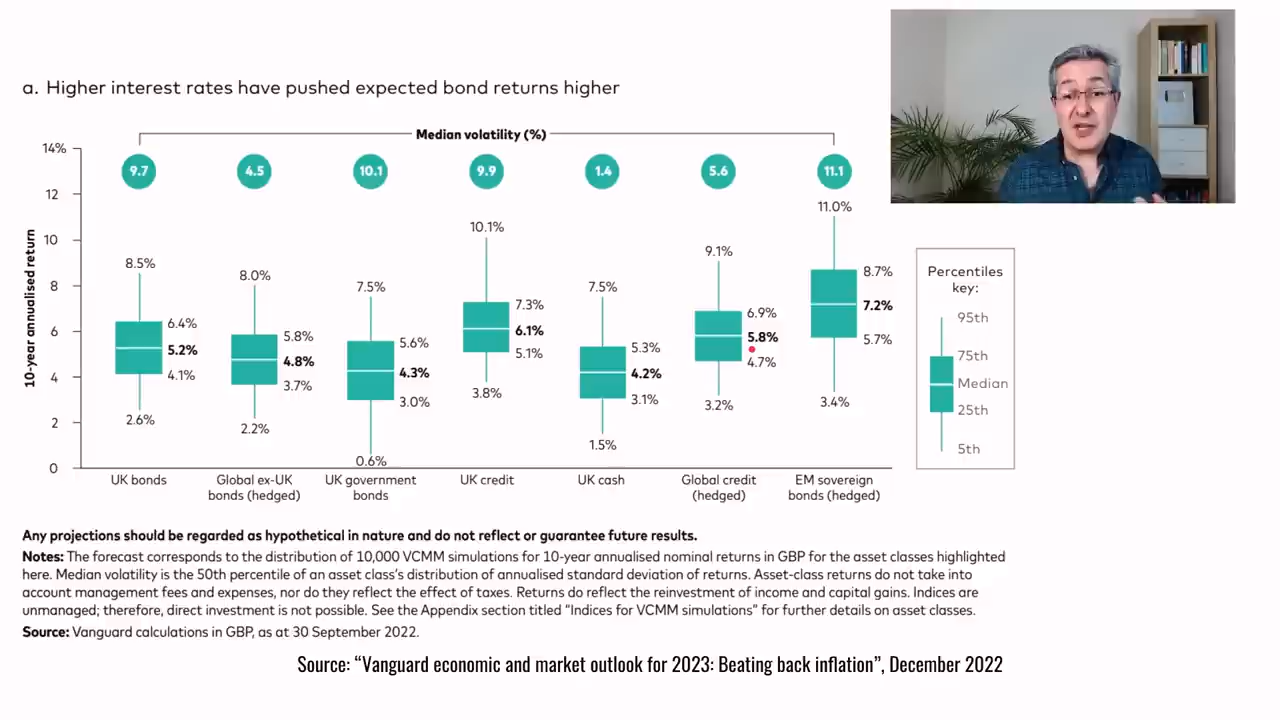 a. Higher interest rates have pushed expected bond returns higher
Median volatility (%)
14%
12
10
8
6
4
2
0
10-year annualised return
9.7
4.5
10.1
9.9
1.4
5.6
11.1
8.5%
6.4%
5.2%
4.1%
2.6%
8.0%
5.8%
4.8%
3.7%
2.2%
7.5%
5.6%
4.3%
3.0%
0.6%
10.1%
7.3%
6.1%
5.1%
3.8%
7.5%
5.3%
4.2%
3.1%
1.5%
9.1%
6.9%
5.8%
4.7%
3.2%
11.0%
8.7%
7.2%
5.7%
3.4%
UK bonds
Global ex-UK
bonds (hedged)
UK government
bonds
UK credit
UK cash
Global credit
(hedged)
EM sovereign
bonds (hedged)
Percentiles
key:
95th
75th
Median
25th
5th
Any projections should be regarded as hypothetical in nature and do not reflect or guarantee future results.
Notes: The forecast corresponds to the distribution of 10,000 VCMM simulations for 10-year annualised nominal returns in GBP for the asset classes highlighted
here. Median volatility is the 50th percentile of an asset class’s distribution of annualised standard deviation of returns. Asset-class returns do not take into
account management fees and expenses, nor do they reflect the effect of taxes. Returns do reflect the reinvestment of income and capital gains. Indices are
unmanaged; therefore, direct investment is not possible. See the Appendix section titled “Indices for VCMM simulations” for further details on asset classes.
Source: Vanguard calculations in GBP, as at 30 September 2022.
Source: “Vanguard economic and market outlook for 2023: Beating back inflation”, December 2022